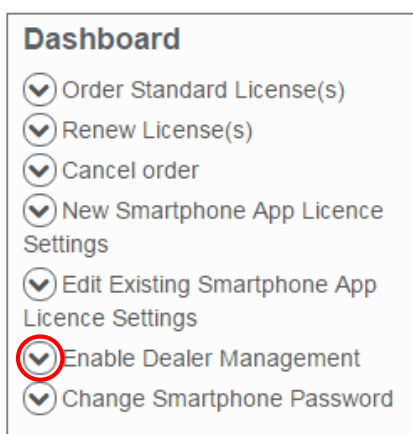 Dashboard
Order Standard License(s)
Renew License(s)
Cancel order
New Smartphone App Licence
Settings
Edit Existing Smartphone App
Licence Settings
Enable Dealer Management
Change Smartphone Password